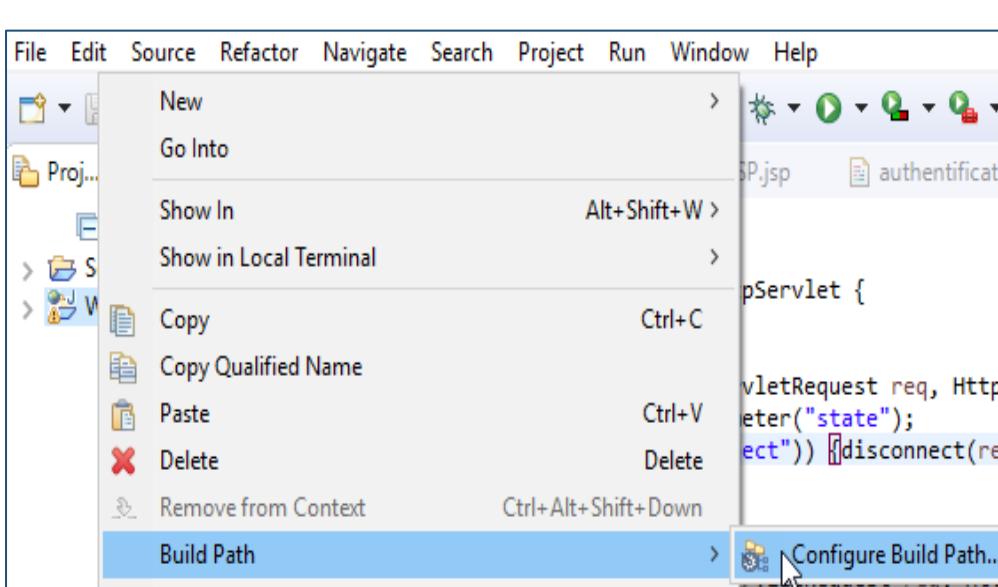 File Edit Source Refactor Navigate Search Project Run Window Help
New
Go Into
Proj...
SP.jsp authentificat
Show In Alt+Shift+W
Show in Local Terminal
S
pServlet {
W
Copy Ctrl+C
Copy Qualified Name
vletRequest req, Http
Paste Ctrl+V
eter("state");
ect")) {disconnect(re
Delete Delete
Remove from Context Ctrl+Alt+Shift+Down
Build Path Configure Build Path...